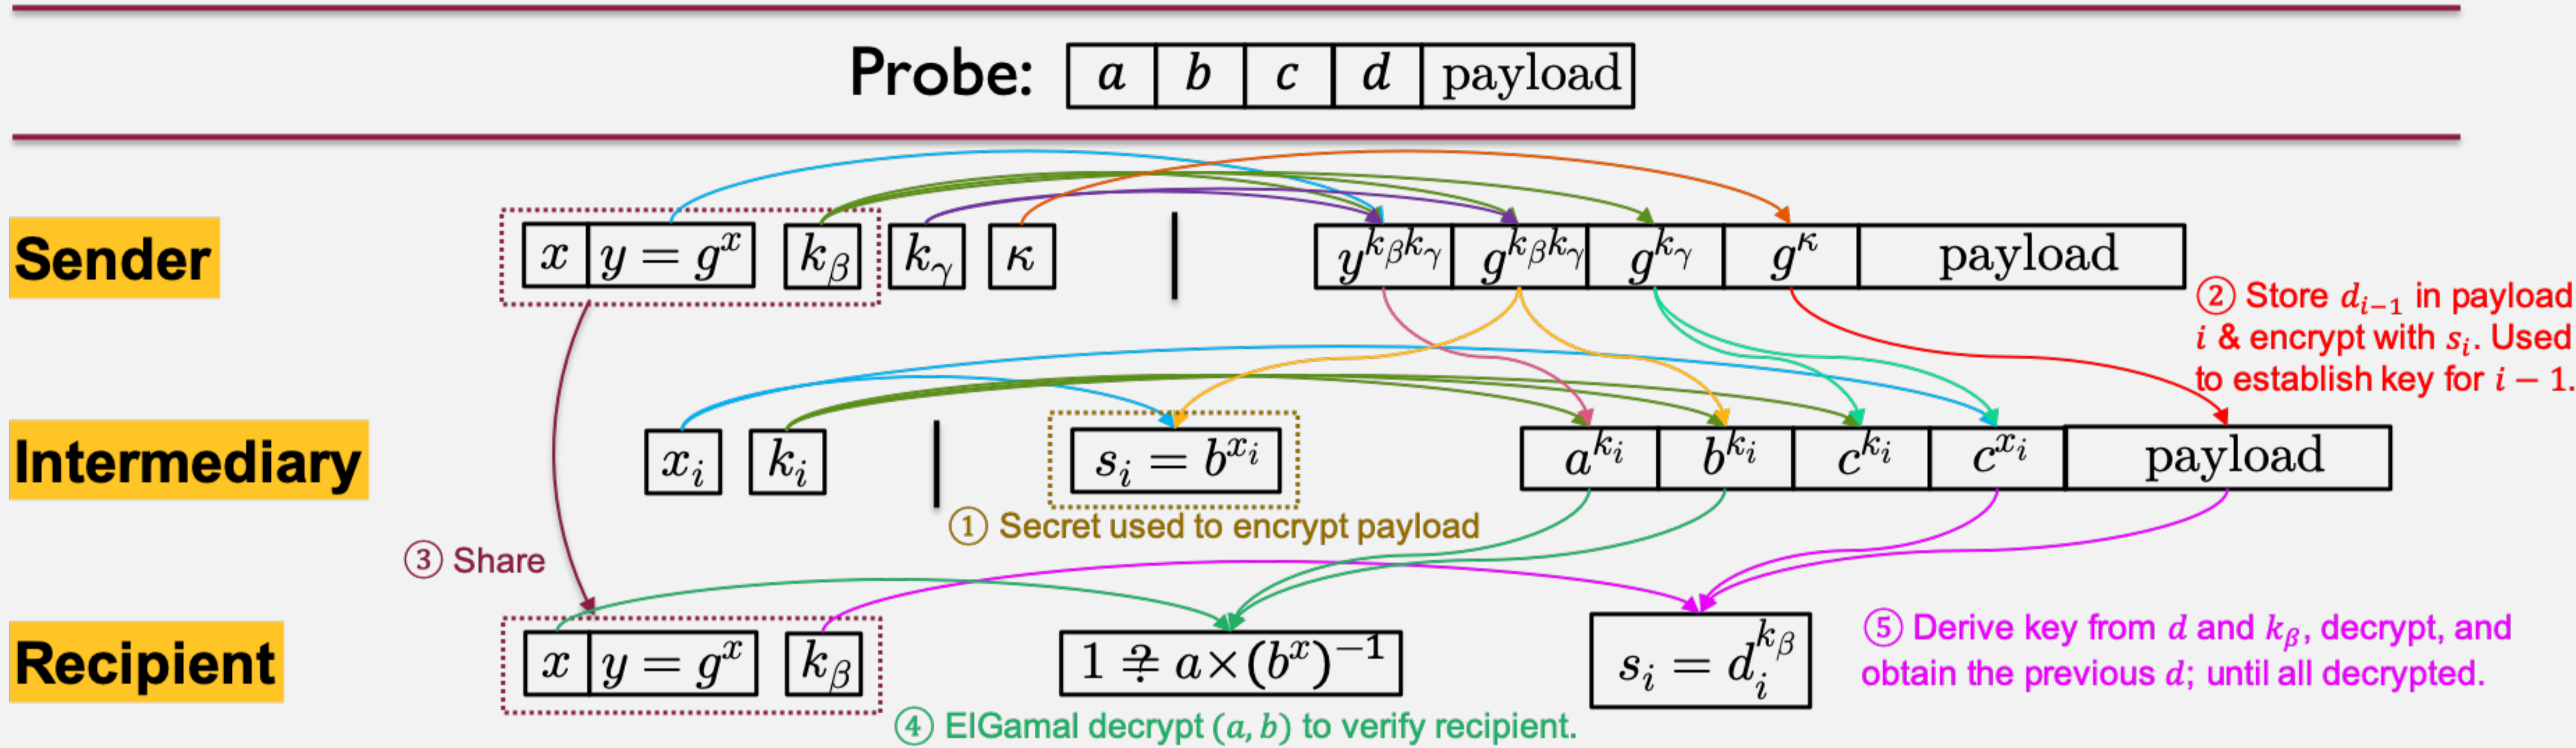 Probe: a b c d payload
Sender x y = g^x k_β k_γ κ | y^{k_β k_γ} g^{k_β k_γ} g^{k_γ} g^κ payload
② Store d_{i−1} in payload
i & encrypt with s_i. Used
to establish key for i − 1.
Intermediary x_i k_i | s_i = b^{x_i} a^{k_i} b^{k_i} c^{k_i} c^{x_i} payload
① Secret used to encrypt payload
③ Share
Recipient x y = g^x k_β 1 ≟ a×(b^x)^{−1} s_i = d_i^{k_β}
⑤ Derive key from d and k_β, decrypt, and
obtain the previous d; until all decrypted.
④ ElGamal decrypt (a, b) to verify recipient.